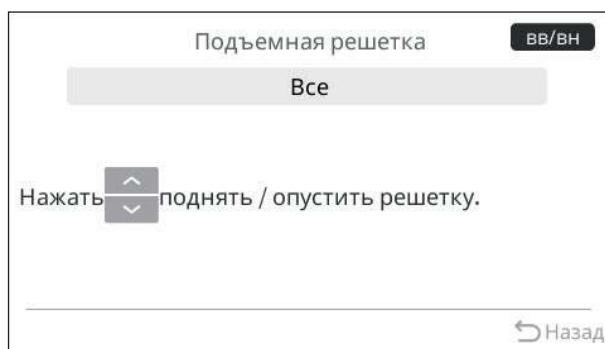 Подъемная решетка вв/вн
Все
Нажать поднять / опустить решетку.
Назад